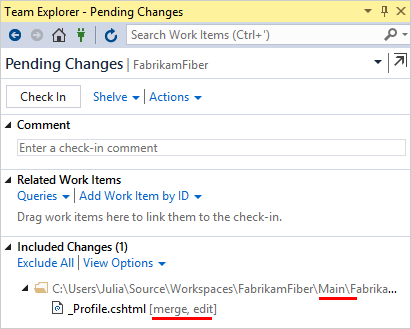 Team Explorer - Pending Changes
Search Work Items (Ctrl+')
Pending Changes | FabrikamFiber
Check In Shelve Actions
Comment
Enter a check-in comment
Related Work Items
Queries | Add Work Item by ID
Drag work items here to link them to the check-in.
Included Changes (1)
Exclude All | View Options
C:\Users\Julia\Source\Workspaces\FabrikamFiber\Main\Fabrika...
_Profile.cshtml [merge, edit]